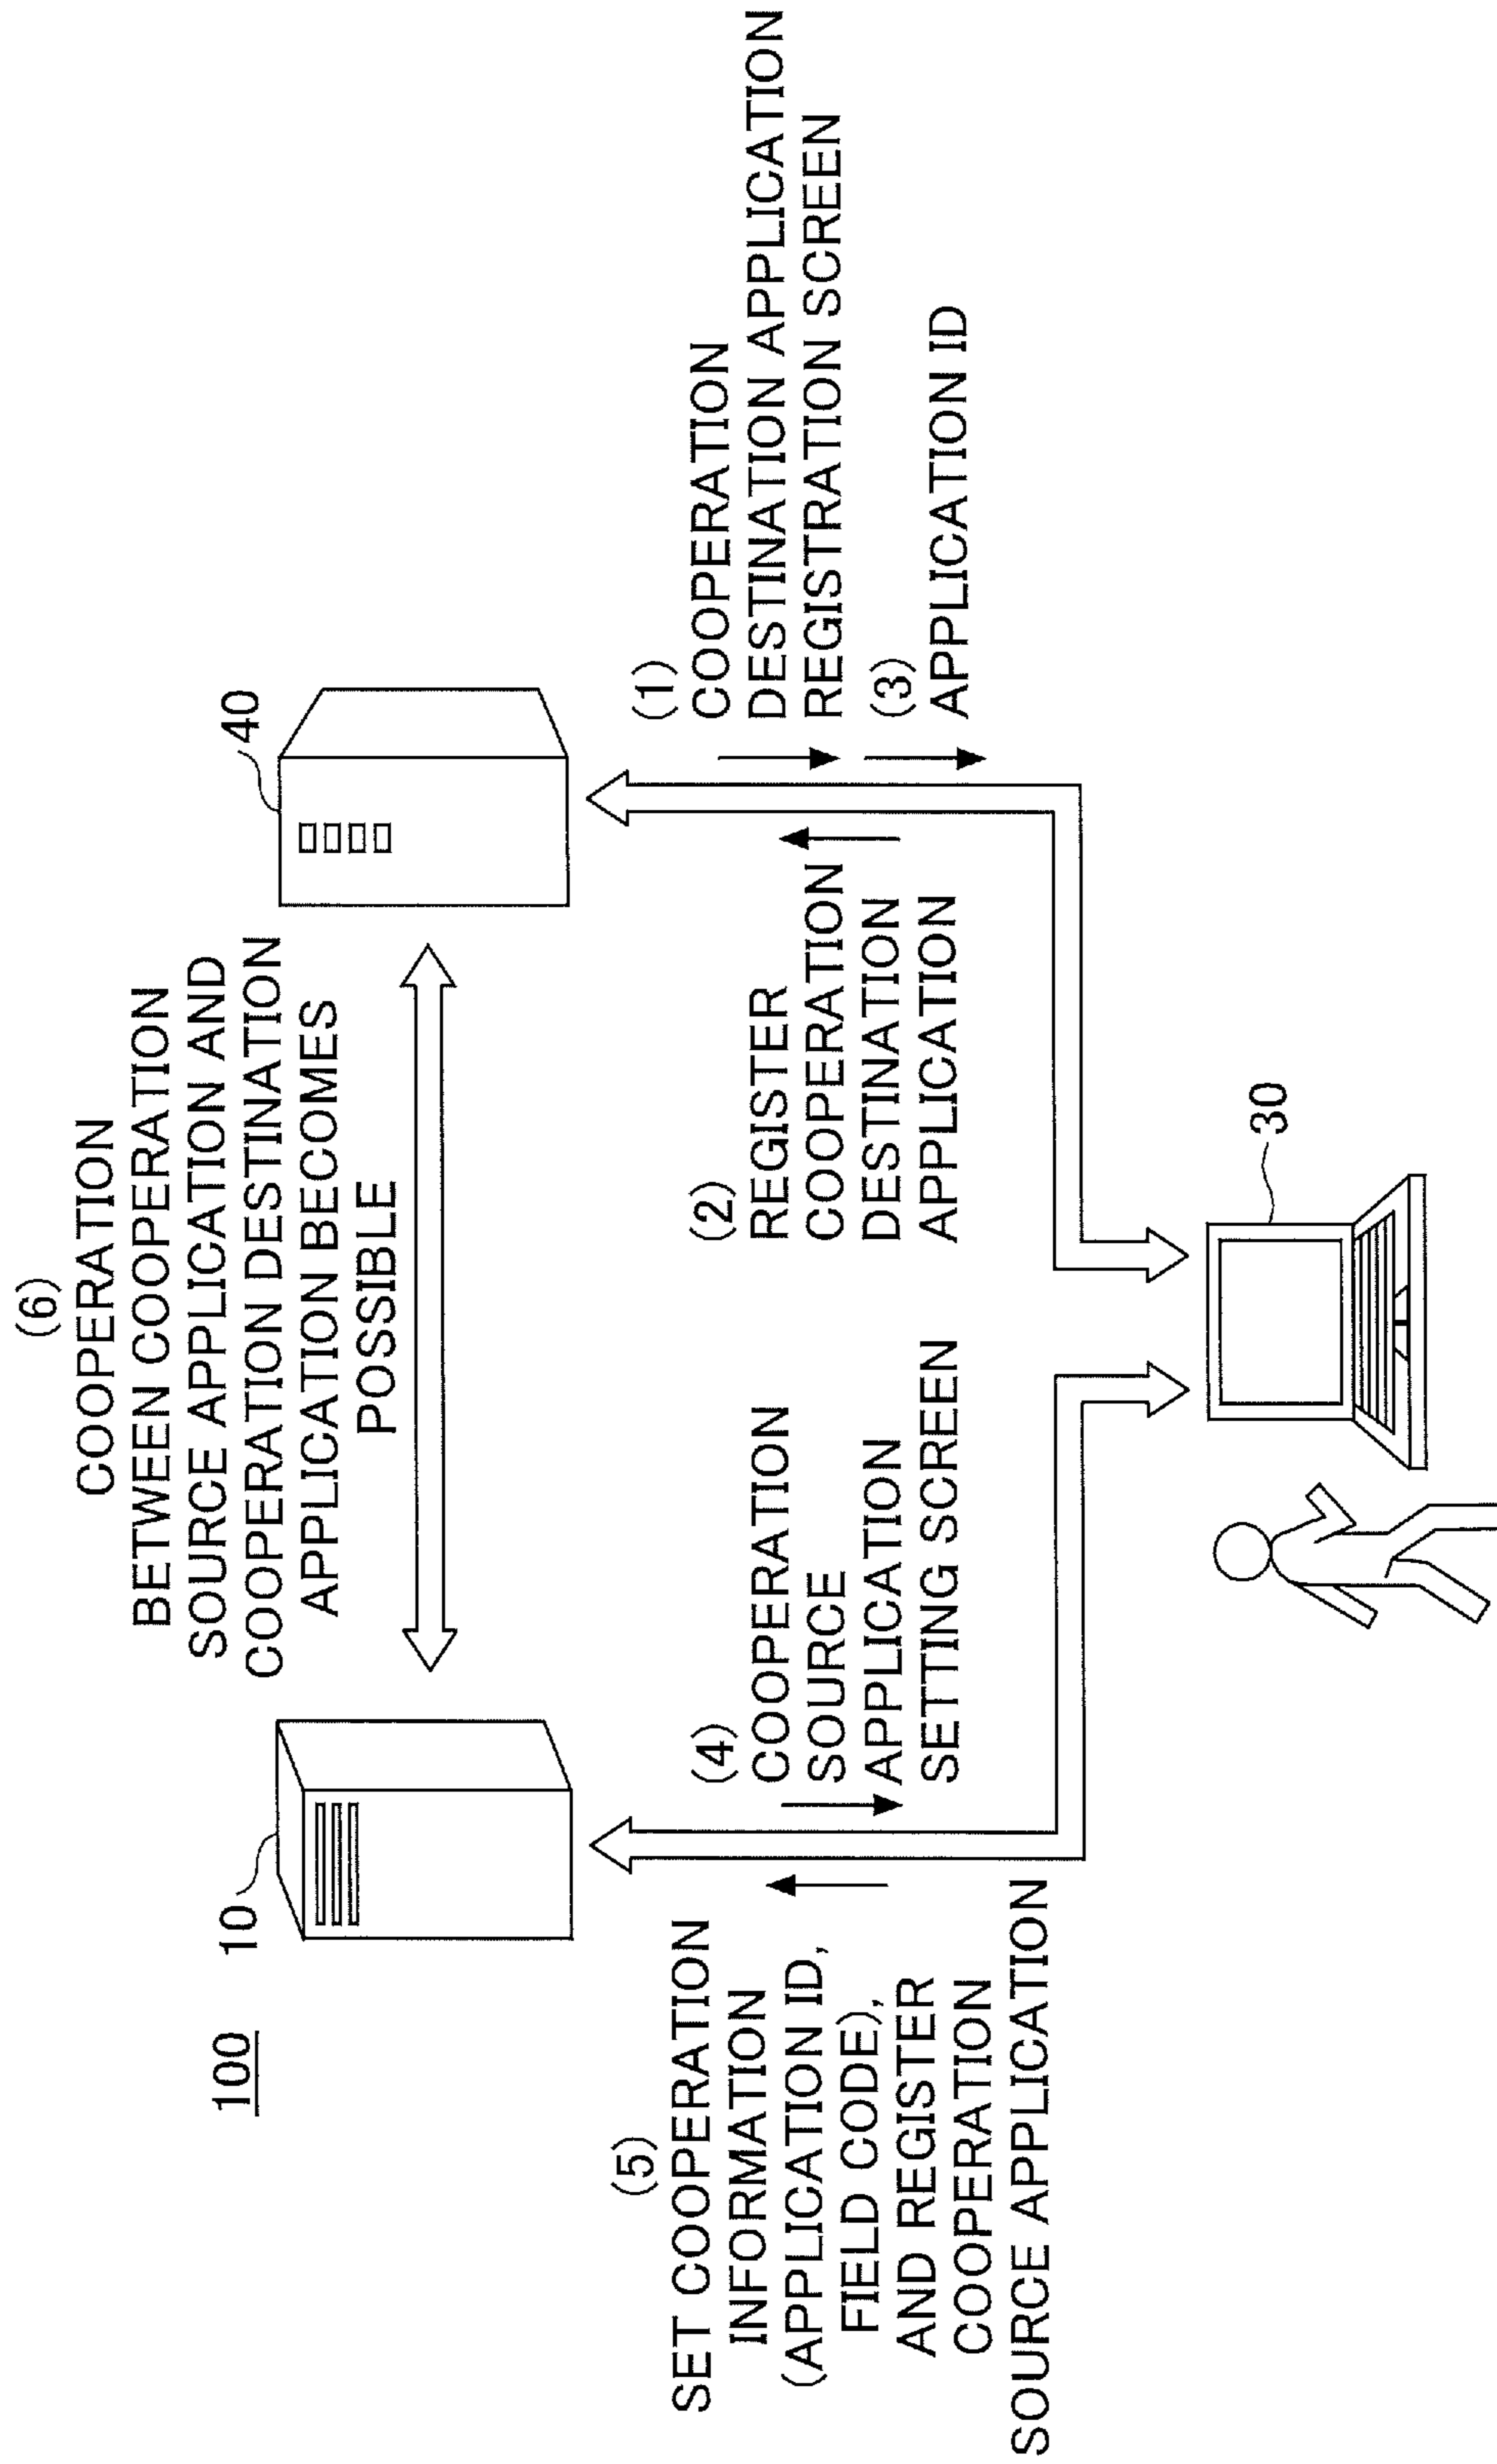 100
10
40
(6)
COOPERATION
BETWEEN COOPERATION
SOURCE APPLICATION AND
COOPERATION DESTINATION
APPLICATION BECOMES
POSSIBLE
(5)
SET COOPERATION
INFORMATION
(APPLICATION ID,
FIELD CODE),
AND REGISTER
COOPERATION
SOURCE APPLICATION
(4)
COOPERATION
SOURCE
APPLICATION
SETTING SCREEN
(2)
REGISTER
COOPERATION
DESTINATION
APPLICATION
(1)
COOPERATION
DESTINATION APPLICATION
REGISTRATION SCREEN
(3)
APPLICATION ID
30